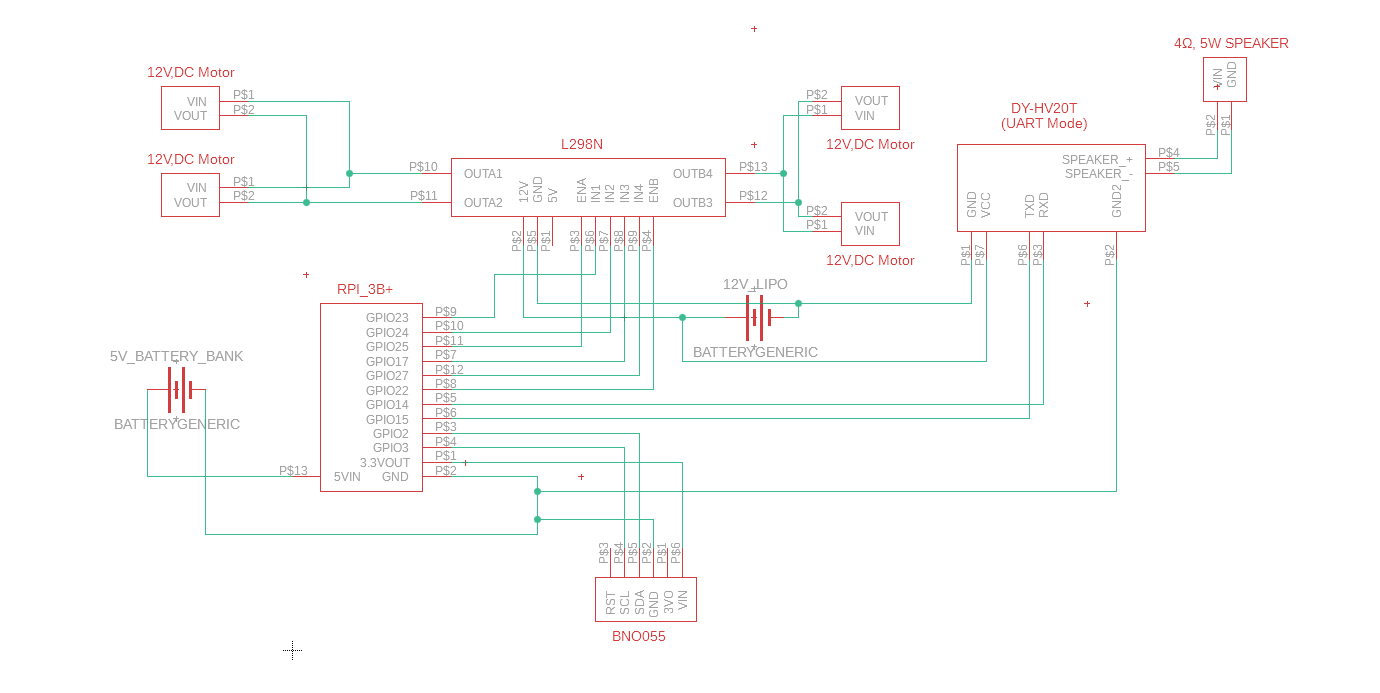 4Ω, 5W SPEAKER
VIN
GND
P$2
P$1
12V,DC Motor
VIN
VOUT
P$1
P$2
12V,DC Motor
VIN
VOUT
P$1
P$2
L298N
P$10
P$11
OUTA1
OUTA2
12V
GND
5V
ENA
IN1
IN2
IN3
IN4
ENB
OUTB4
OUTB3
P$13
P$12
P$2
P$5
P$1
P$3
P$6
P$7
P$8
P$9
P$4
P$2
P$1
VOUT
VIN
12V,DC Motor
P$2
P$1
VOUT
VIN
12V,DC Motor
DY-HV20T
(UART Mode)
SPEAKER_+
SPEAKER_-
P$4
P$5
GND
VCC
TXD
RXD
GND2
P$1
P$7
P$6
P$3
P$2
12V_LIPO
BATTERYGENERIC
RPI_3B+
GPIO23
P$9
GPIO24
P$10
GPIO25
P$11
GPIO17
P$7
GPIO27
P$12
GPIO22
P$8
GPIO14
P$5
GPIO15
P$6
GPIO2
P$3
GPIO3
P$4
3.3VOUT
P$1
P$13
5VIN
GND
P$2
5V_BATTERY_BANK
BATTERYGENERIC
P$3
P$4
P$5
P$2
P$1
P$6
RST
SCL
SDA
GND
3VO
VIN
BNO055